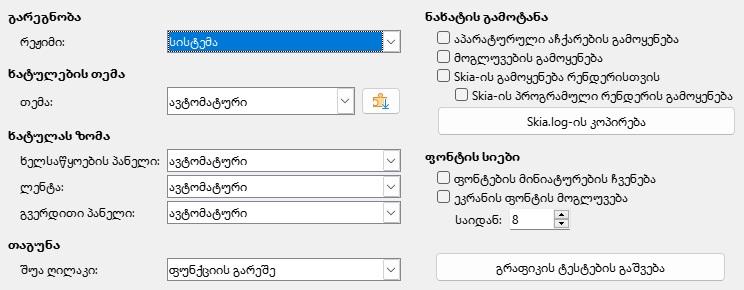 გარეგნობა
რეჟიმი:
სისტემა
ხატულების თემა
თემა:
ავტომატური
ხატულას ზომა
ხელსაწყოების პანელი:
ავტომატური
ლენტა:
ავტომატური
გვერდითი პანელი:
ავტომატური
თაგუნა
შუა ღილაკი:
ფუნქციის გარეშე
ნახატის გამოტანა
აპარატურული აჩქარების გამოყენება
მოგლუვების გამოყენება
Skia-ის გამოყენება რენდერისთვის
Skia-ის პროგრამული რენდერის გამოყენება
Skia.log-ის კოპირება
ფონტის სიები
ფონტების მინიატურების ჩვენება
ეკრანის ფონტის მოგლუვება
საიდან:
8
გრაფიკის ტესტების გაშვება